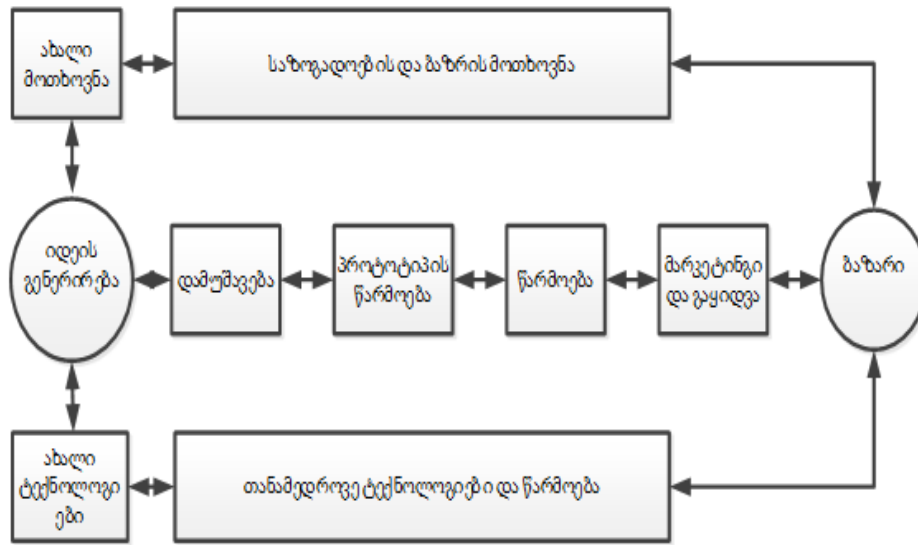 ახალი
მოთხოვნა
საზოგადოების და ბაზრის მოთხოვნა
იდეის
გენერირება
დამუშავება
პროტოტიპის
წარმოება
წარმოება
მარკეტინგი
და გაყიდვა
ბაზარი
ახალი
ტექნოლოგი
ები
თანამედროვე ტექნოლოგიები და წარმოება